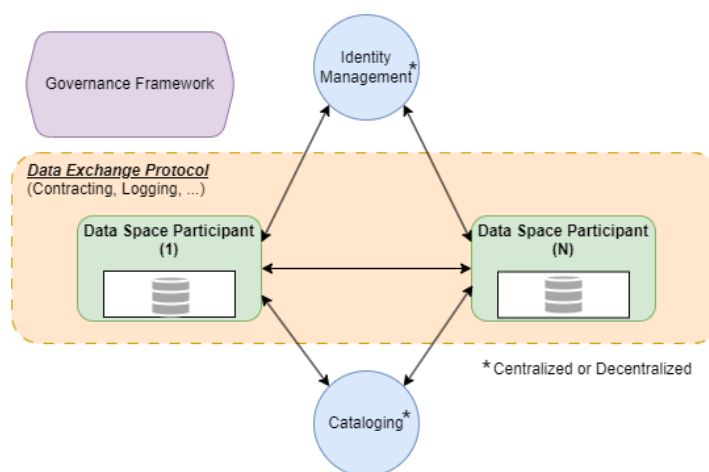 Identity
Management*
Governance Framework
Data Exchange Protocol
(Contracting, Logging, ...)
Data Space Participant
(1)
Data Space Participant
(N)
*Centralized or Decentralized
Cataloging*